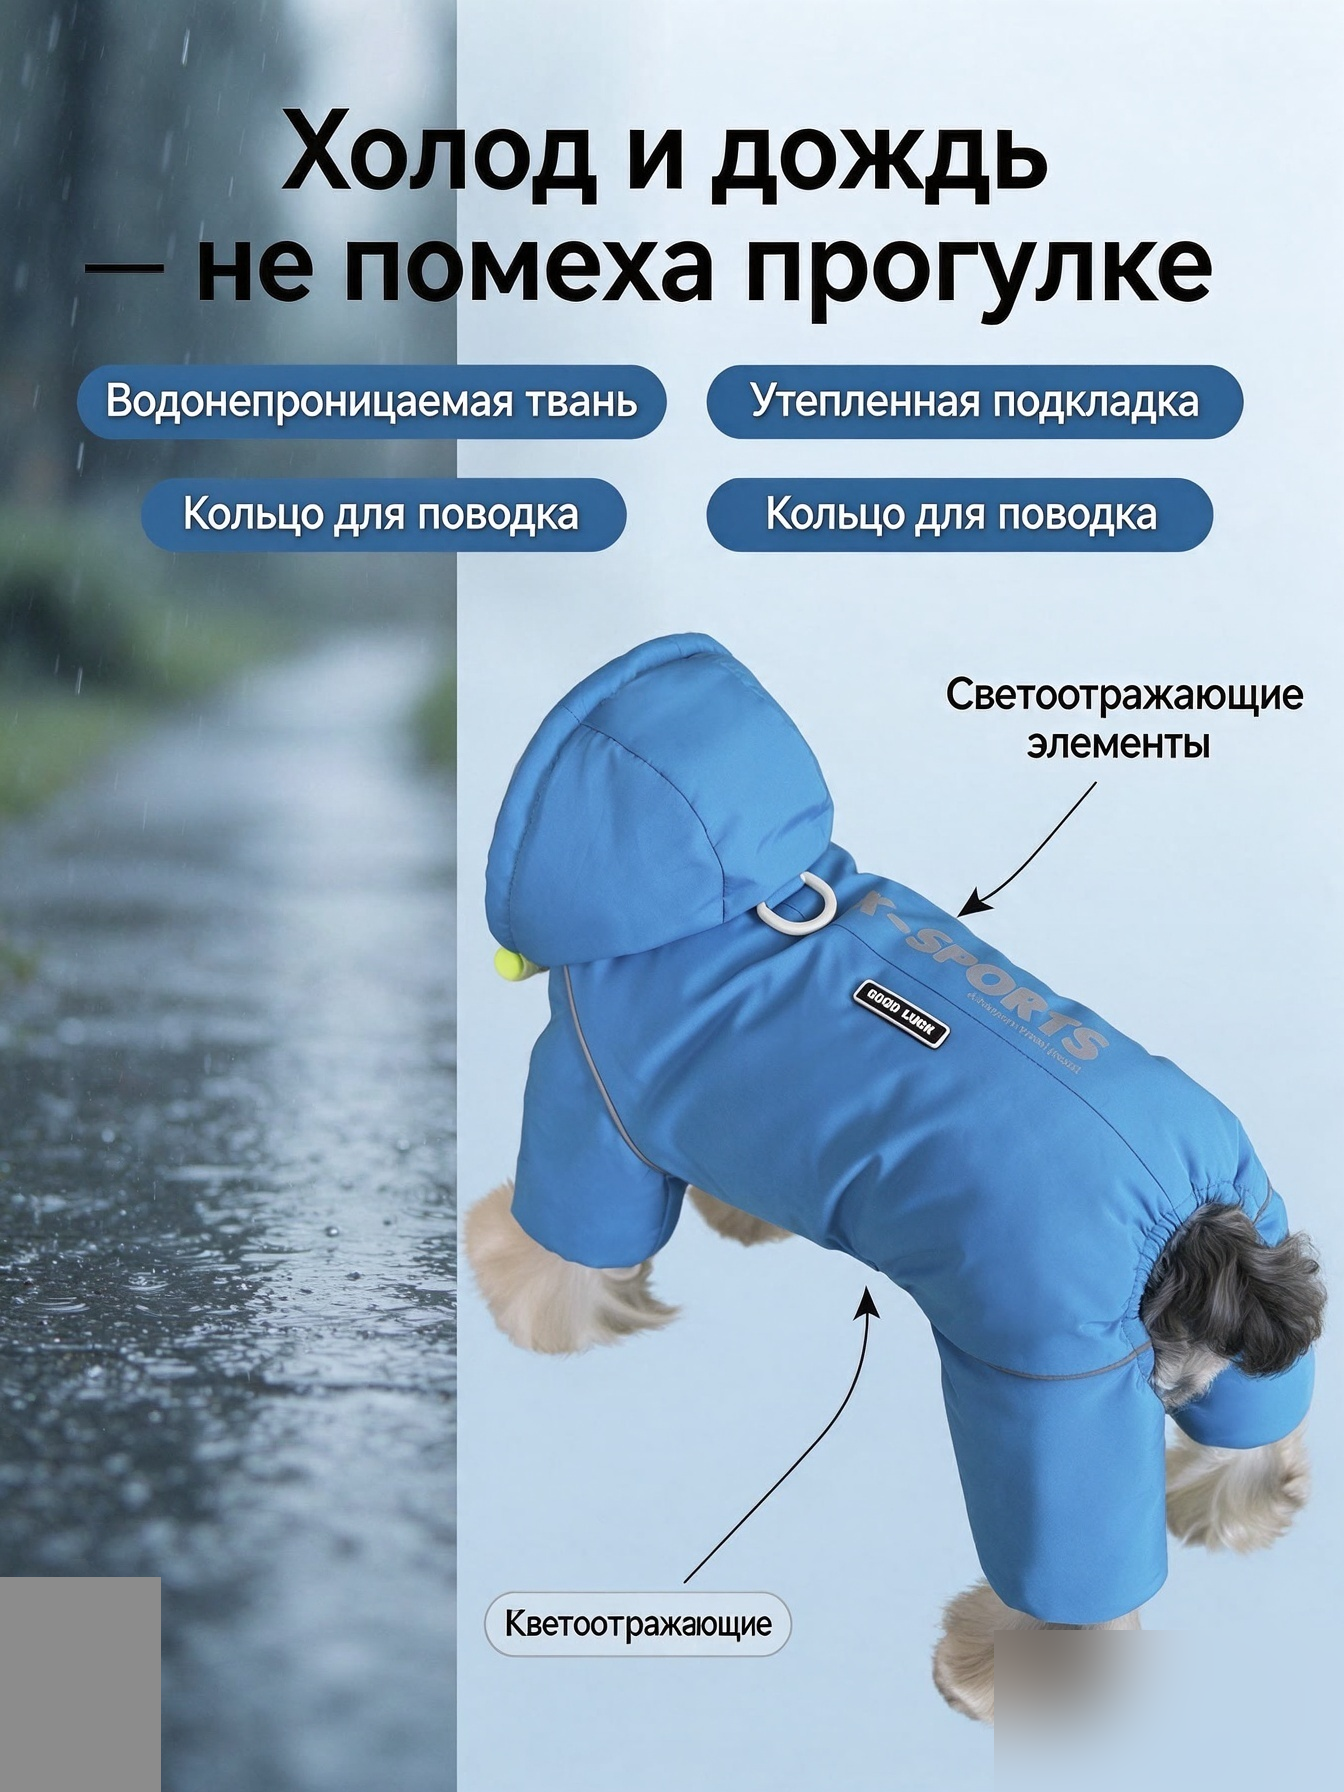 Холод и дождь
— не помеха прогулке
Водонепроницаемая твань
Утепленная подкладка
Кольцо для поводка
Кольцо для поводка
Светоотражающие
элементы
K-SPORTS
GOOD LUCK
Кветоотражающие